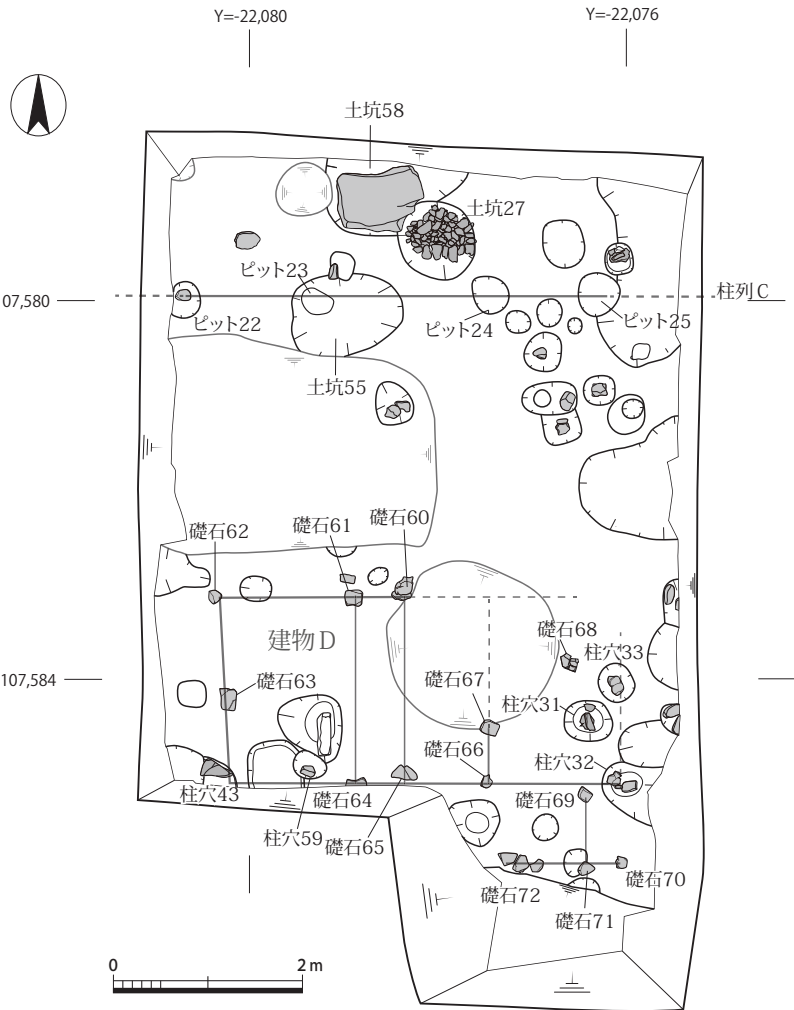 Y=-22,080
Y=-22,076
土坑58
土坑27
ピット23
07,580
柱列C
ピット22
ピット24
ピット25
土坑55
礎石62
礎石61
礎石60
建物D
礎石68
柱穴33
107,584
礎石63
礎石67
柱穴31
礎石66
柱穴32
柱穴43
礎石64
礎石69
柱穴59
礎石65
礎石70
礎石72
礎石71
0
2m